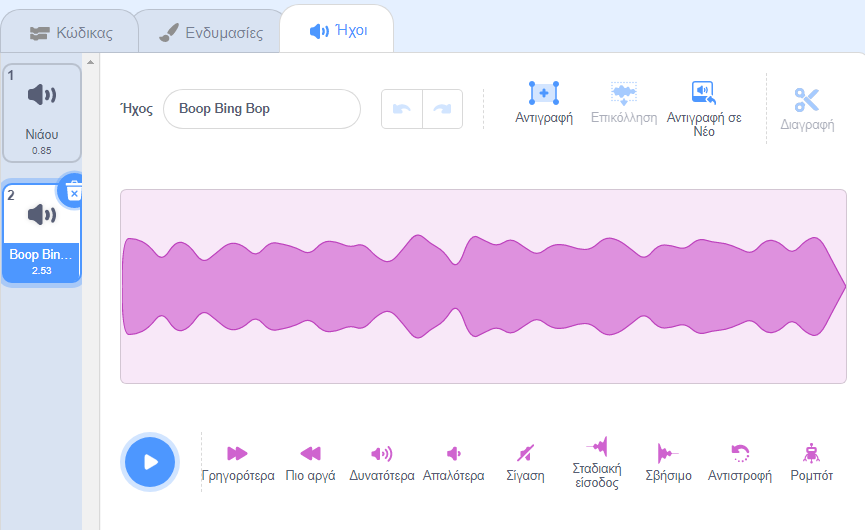 Κώδικας
Ενδυμασίες
Ήχοι
1
Νιάου
0.85
2
Boop Bin...
2.53
Ήχος
Boop Bing Bop
Αντιγραφή
Επικόλληση
Αντιγραφή σε
Νέο
Διαγραφή
Γρηγορότερα
Πιο αργά
Δυνατότερα
Απαλότερα
Σίγαση
Σταδιακή
είσοδος
Σβήσιμο
Αντιστροφή
Ρομπότ